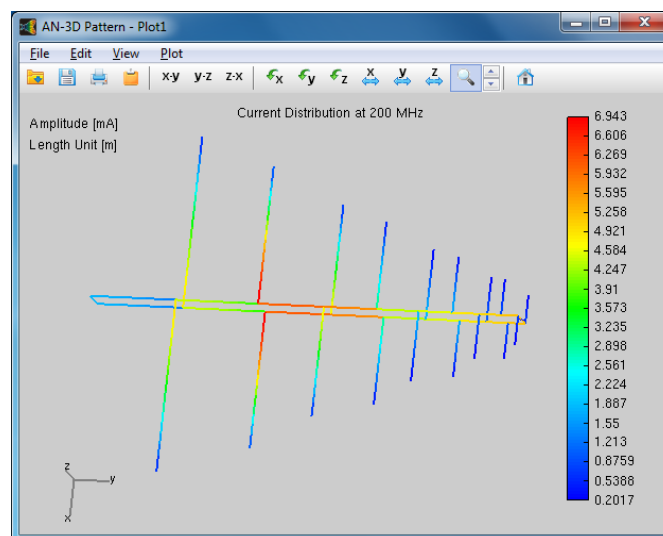 AN-3D Pattern - Plot1
File Edit View Plot
x-y y-z z-x x y z x y z
Current Distribution at 200 MHz
Amplitude [mA]
Length Unit [m]
6.943
6.606
6.269
5.932
5.595
5.258
4.921
4.584
4.247
3.91
3.573
3.235
2.898
2.561
2.224
1.887
1.55
1.213
0.8759
0.5388
0.2017
z
y
x